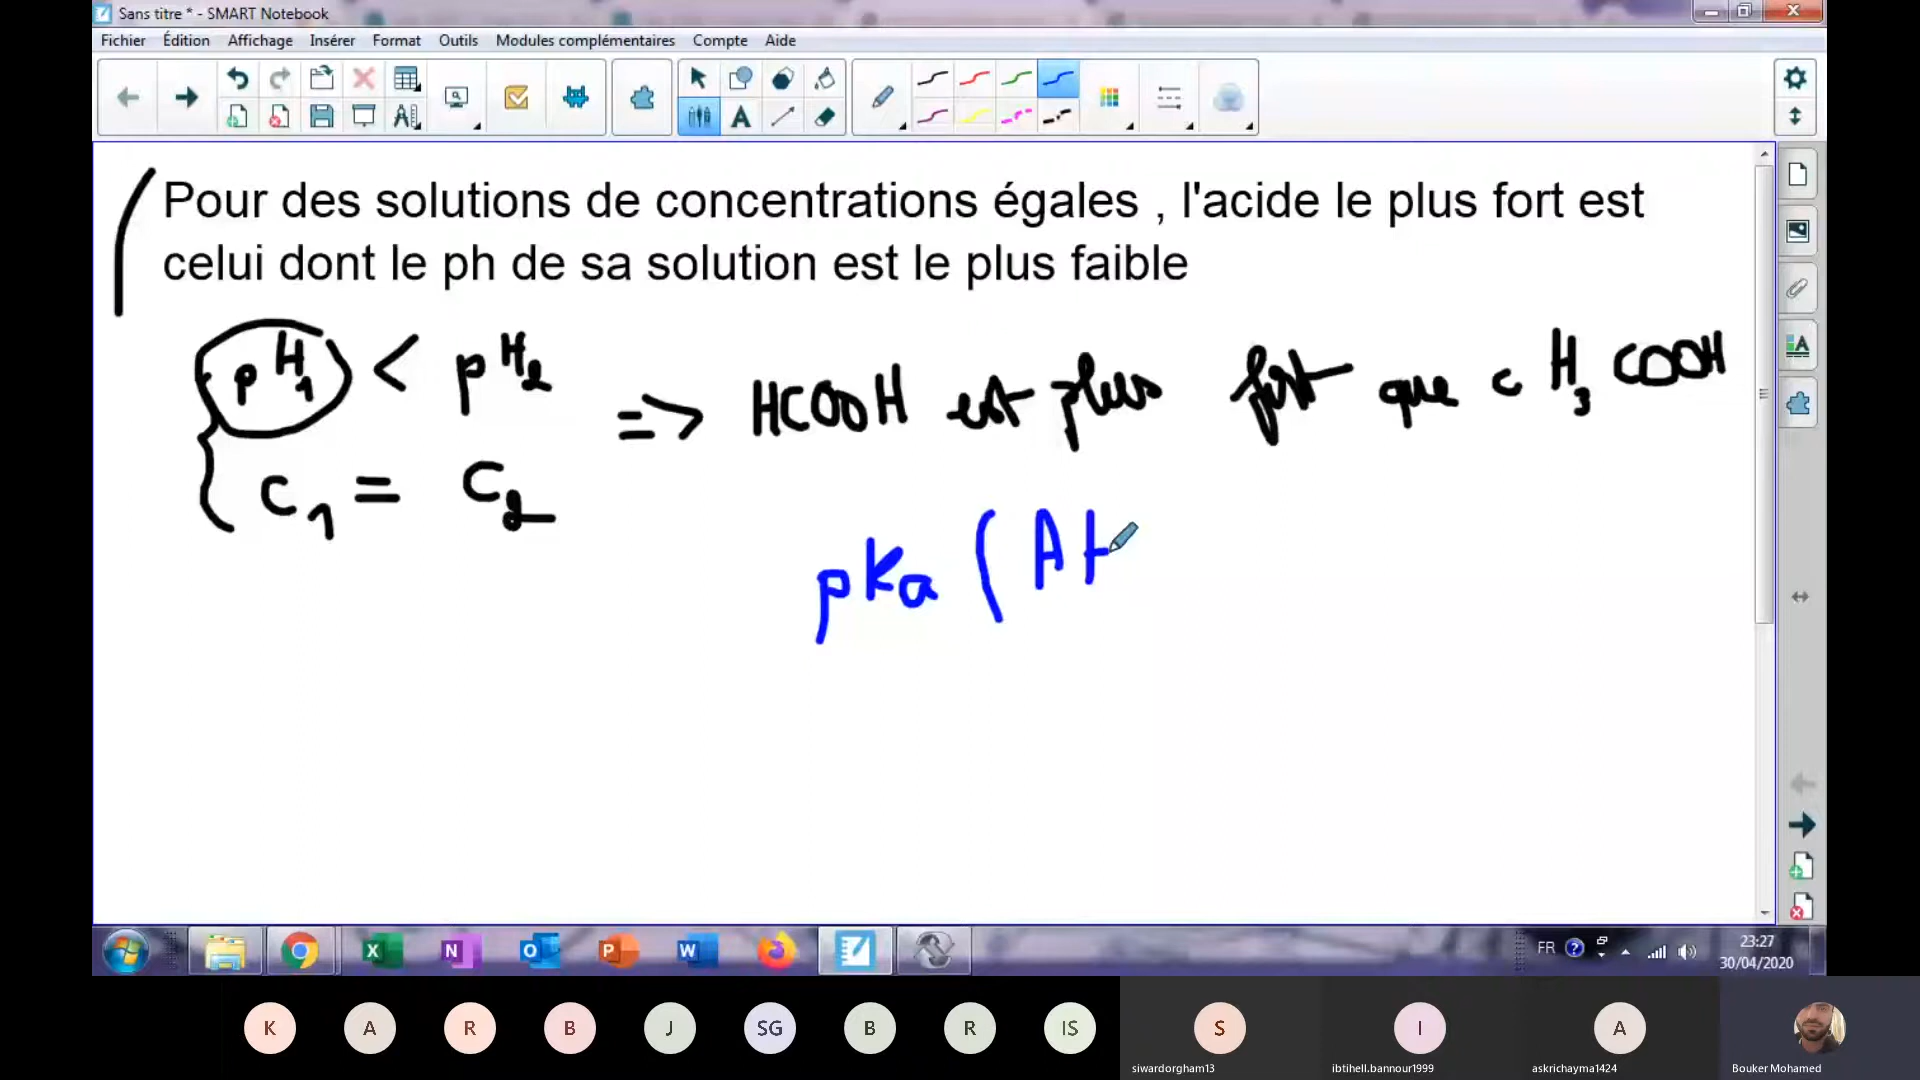 Sans titre * - SMART Notebook
Fichier Édition Affichage Insérer Format Outils Modules complémentaires Compte Aide
Pour des solutions de concentrations égales , l'acide le plus fort est
celui dont le ph de sa solution est le plus faible
pH1 < pH2
=> HCOOH est plus fort que cH3COOH
C1 = C2
pka ( A
FR
23:27
30/04/2020
K A R B J SG B R IS S I A
siwardorgham13 ibtihell.bannour1999 askrichayma1424 Bouker Mohamed